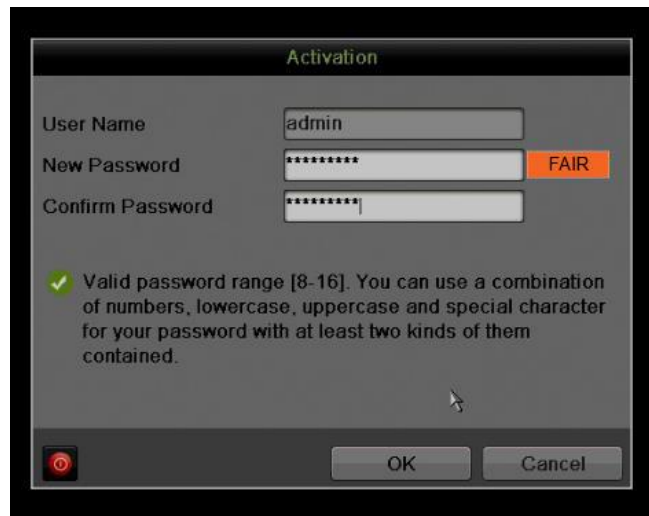 Activation
User Name admin
New Password ********* FAIR
Confirm Password *********
Valid password range [8-16]. You can use a combination
of numbers, lowercase, uppercase and special character
for your password with at least two kinds of them
contained.
OK Cancel